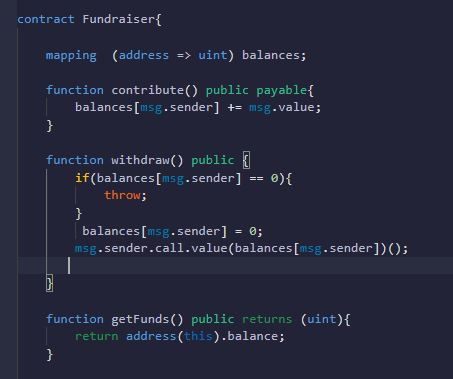 contract Fundraiser{
mapping  (address => uint) balances;
function contribute() public payable{
balances[msg.sender] += msg.value;
}
function withdraw() public {
if(balances[msg.sender] == 0){
throw;
}
balances[msg.sender] = 0;
msg.sender.call.value(balances[msg.sender])();
}
function getFunds() public returns (uint){
return address(this).balance;
}